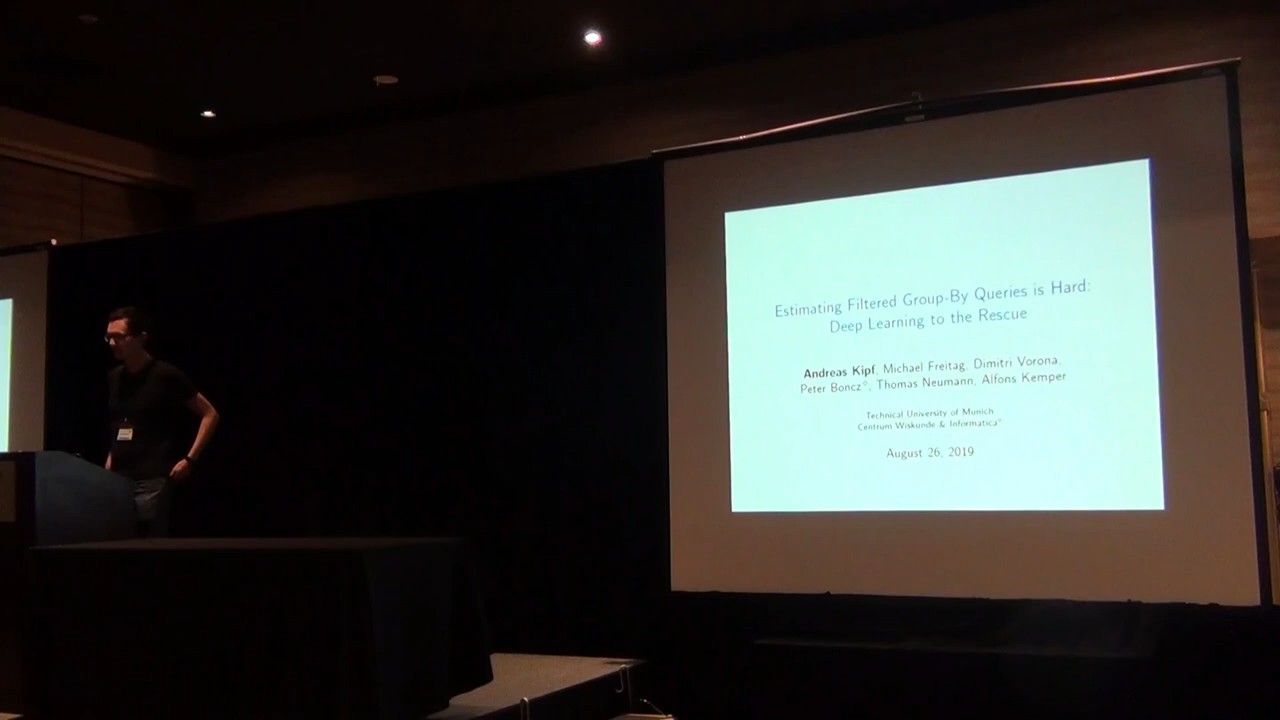 Estimating Filtered Group-By Queries is Hard:
Deep Learning to the Rescue
Andreas Kipf, Michael Freitag, Dimitri Vorona,
Peter Boncz°, Thomas Neumann, Alfons Kemper
Technical University of Munich
Centrum Wiskunde & Informatica°
August 26, 2019